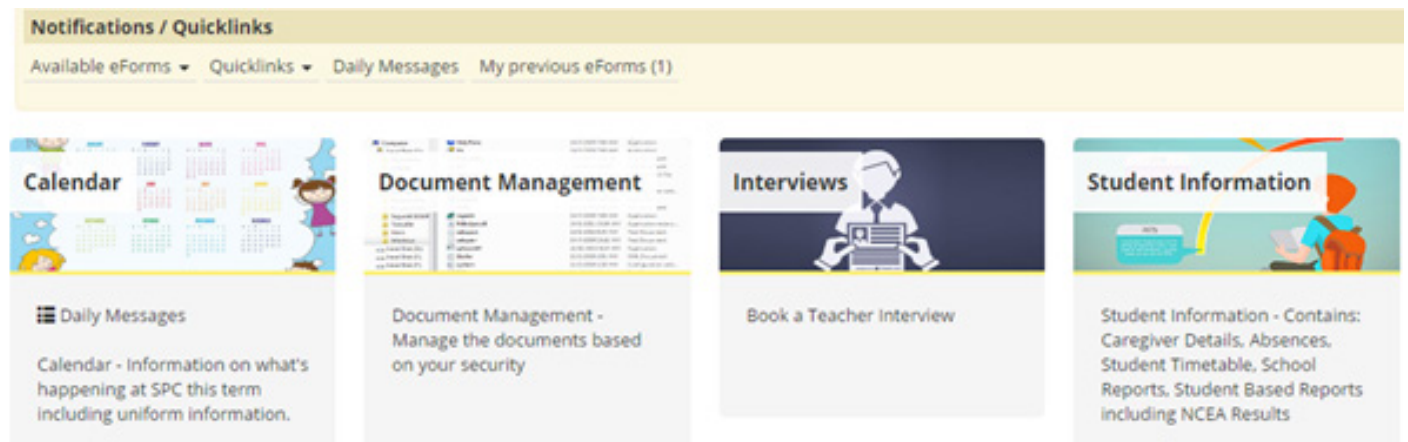 Notifications / Quicklinks
Available eForms Quicklinks Daily Messages My previous eForms (1)
Calendar
Document Management
Interviews
Student Information
Daily Messages
Calendar - Information on what's
happening at SPC this term
including uniform information.
Document Management -
Manage the documents based
on your security
Book a Teacher Interview
Student Information - Contains:
Caregiver Details, Absences,
Student Timetable, School
Reports, Student Based Reports
including NCEA Results